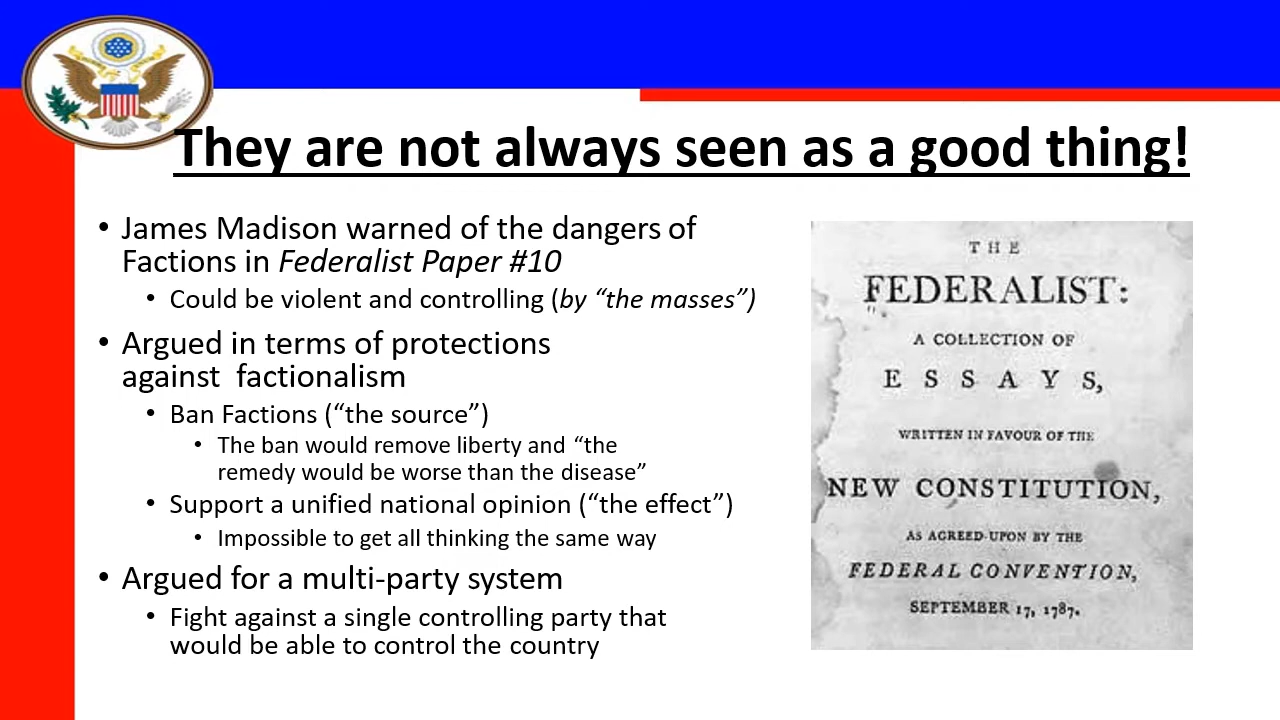 They are not always seen as a good thing!
• James Madison warned of the dangers of
Factions in Federalist Paper #10
• Could be violent and controlling (by “the masses”)
• Argued in terms of protections
against  factionalism
• Ban Factions (“the source”)
• The ban would remove liberty and “the
remedy would be worse than the disease”
• Support a unified national opinion (“the effect”)
• Impossible to get all thinking the same way
• Argued for a multi-party system
• Fight against a single controlling party that
would be able to control the country
THE
FEDERALIST:
A COLLECTION OF
ESSAYS,
WRITTEN IN FAVOUR OF THE
NEW CONSTITUTION,
AS AGREED UPON BY THE
FEDERAL CONVENTION,
SEPTEMBER 17, 1787.